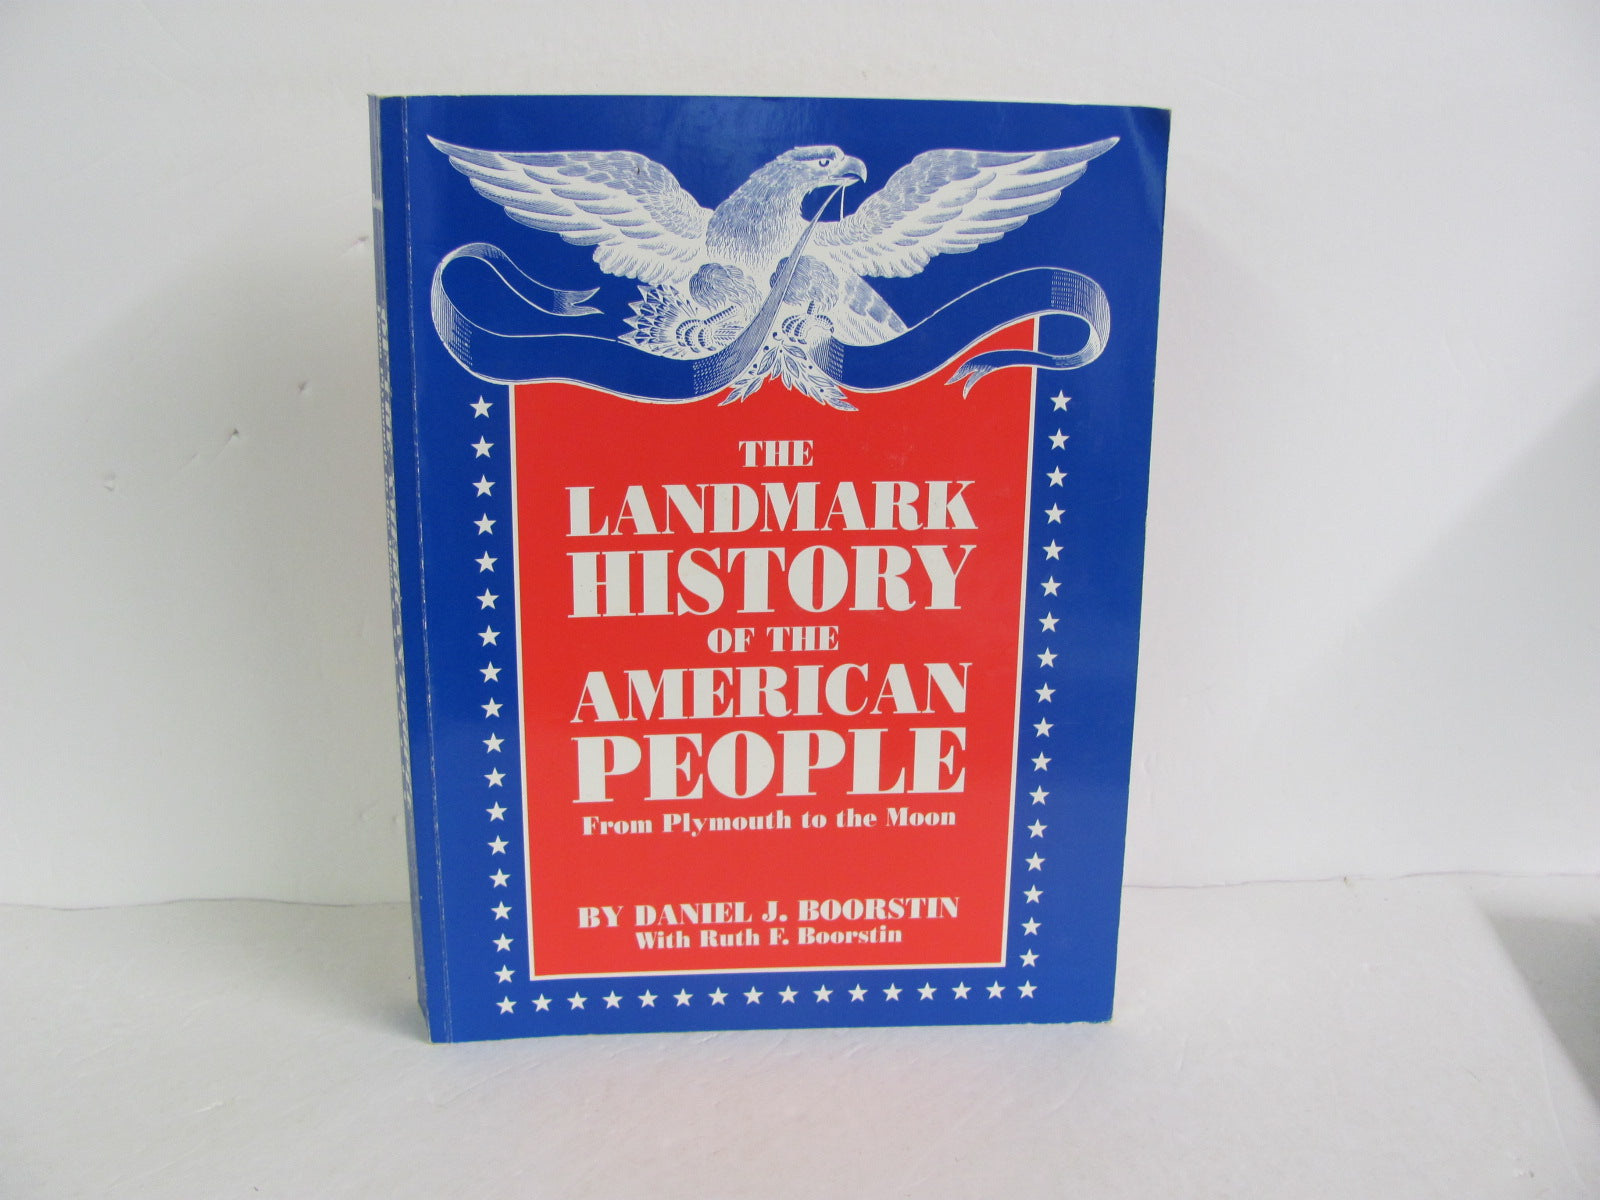 THE
LANDMARK
HISTORY
OF THE
AMERICAN
PEOPLE
From Plymouth to the Moon
BY DANIEL J. BOORSTIN
With Ruth F. Boorstin